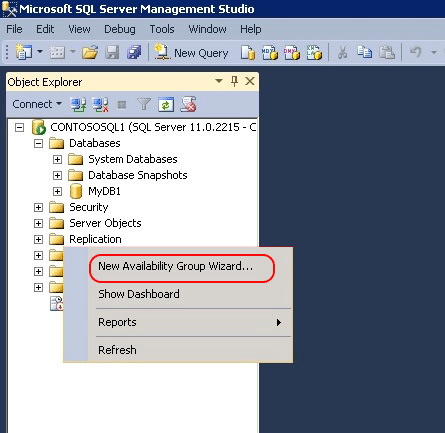 Microsoft SQL Server Management Studio
File Edit View Debug Tools Window Community Help
New Query
Object Explorer
Connect
CONTOSOSQL1 (SQL Server 11.0.2215 - C
Databases
System Databases
Database Snapshots
MyDB1
Security
Server Objects
Replication
New Availability Group Wizard...
Show Dashboard
Reports
Refresh